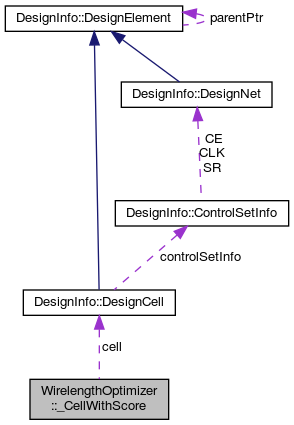 DesignInfo::DesignElement
parentPtr
DesignInfo::DesignNet
CE
CLK
SR
DesignInfo::ControlSetInfo
controlSetInfo
DesignInfo::DesignCell
cell
WirelengthOptimizer
::_CellWithScore